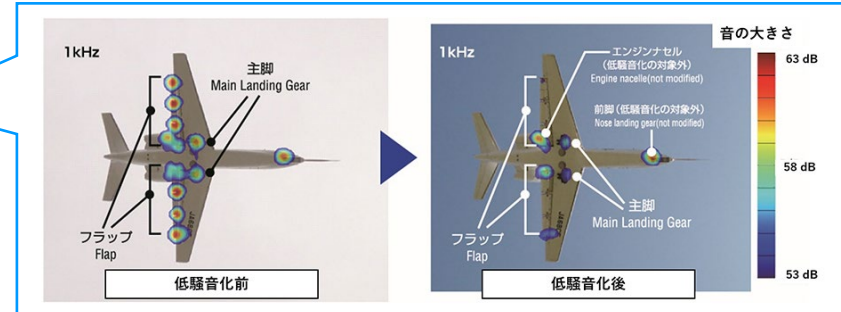 1kHz
主脚
Main Landing Gear
フラップ
Flap
低騒音化前
1kHz
エンジンナセル
(低騒音化の対象外)
Engine nacelle(not modified)
前脚(低騒音化の対象外)
Nose landing gear(not modified)
主脚
Main Landing Gear
フラップ
Flap
低騒音化後
音の大きさ
63 dB
58 dB
53 dB